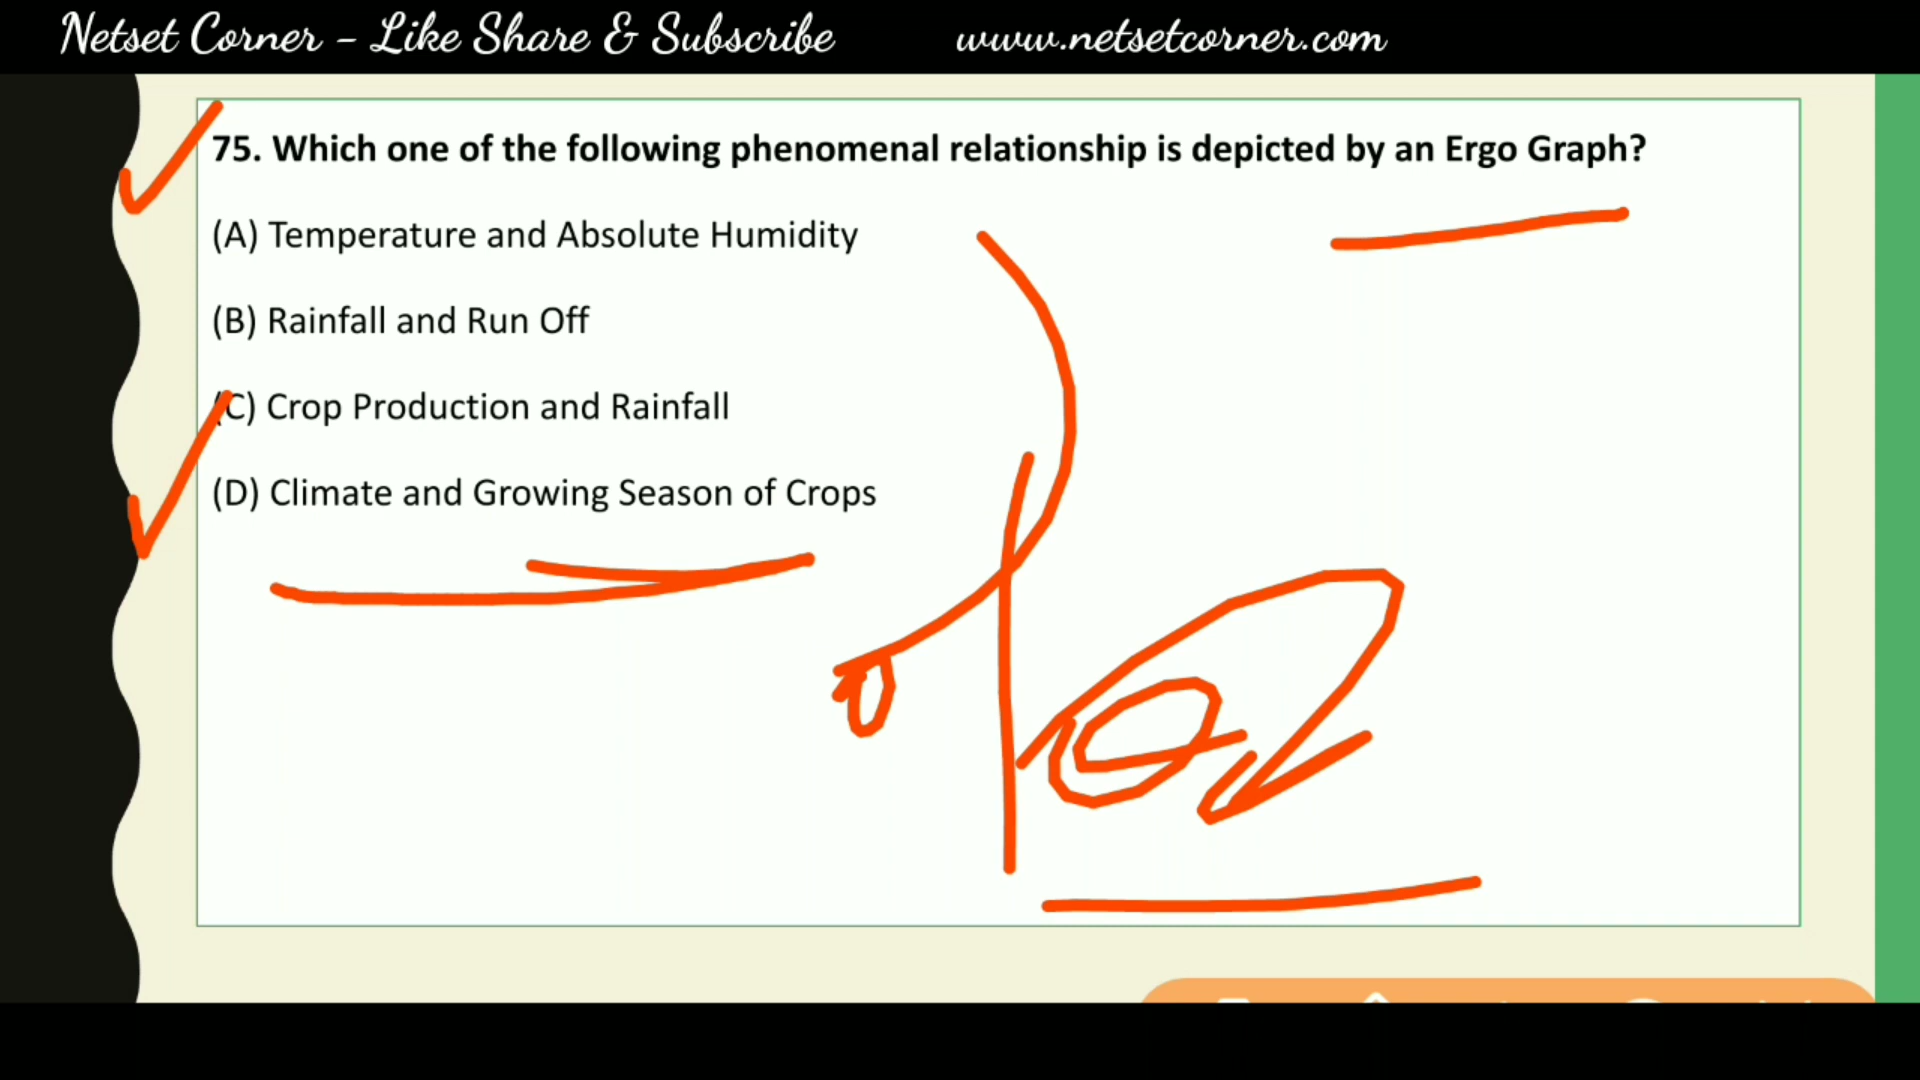 Netset Corner - Like Share & Subscribe www.netsetcorner.com
75. Which one of the following phenomenal relationship is depicted by an Ergo Graph?
(A) Temperature and Absolute Humidity
(B) Rainfall and Run Off
(C) Crop Production and Rainfall
(D) Climate and Growing Season of Crops